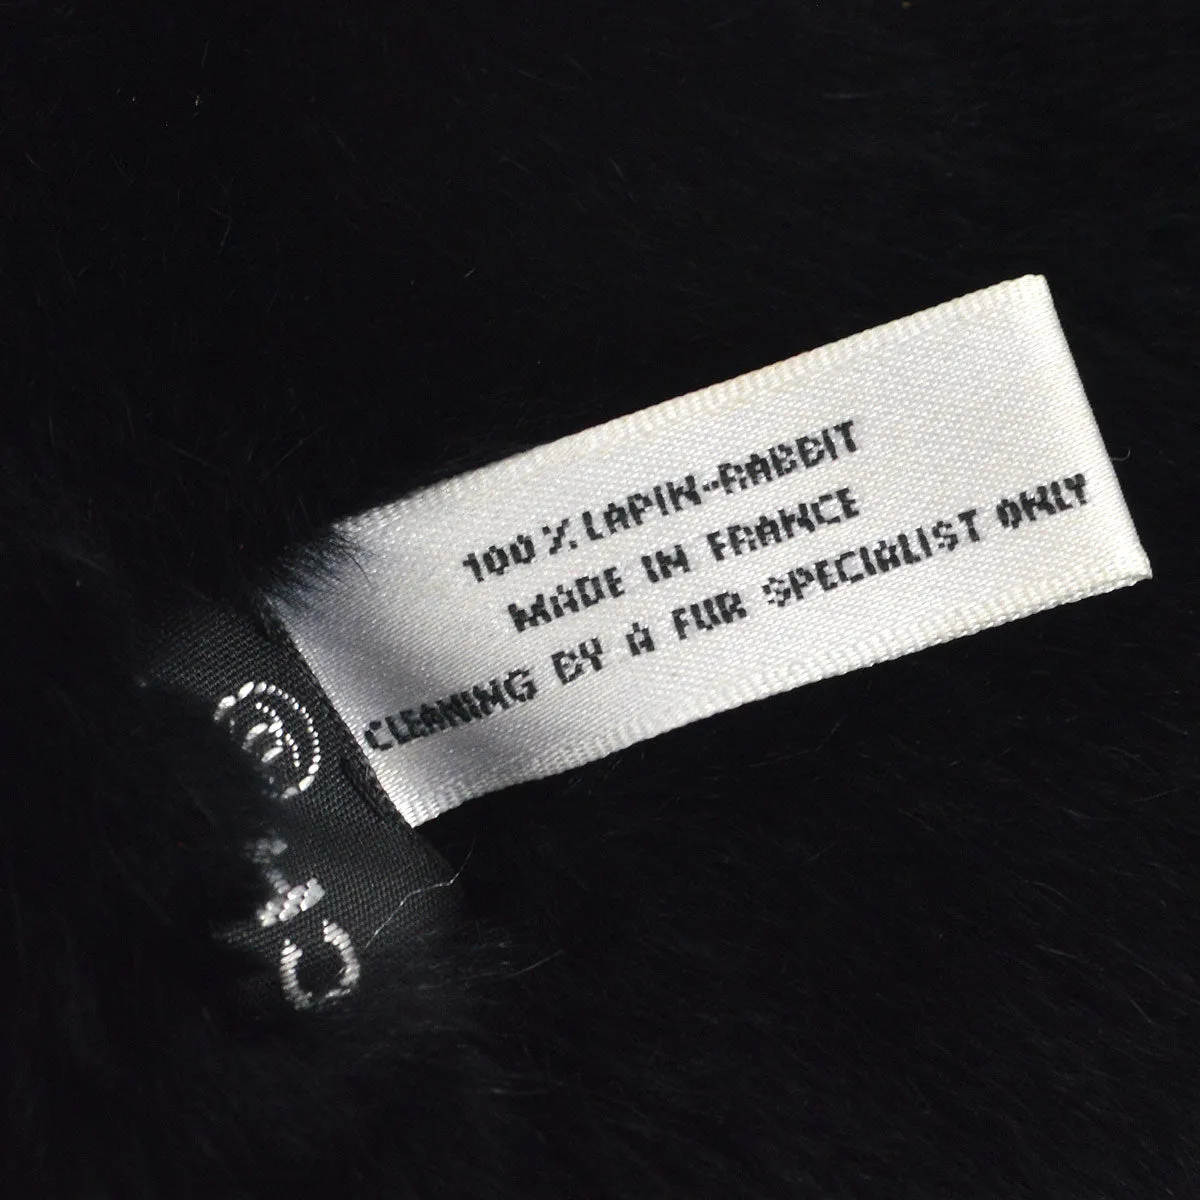 100% LAPIN-RABBIT
MADE IN FRANCE
CLEANING BY A FUR SPECIALIST ONLY